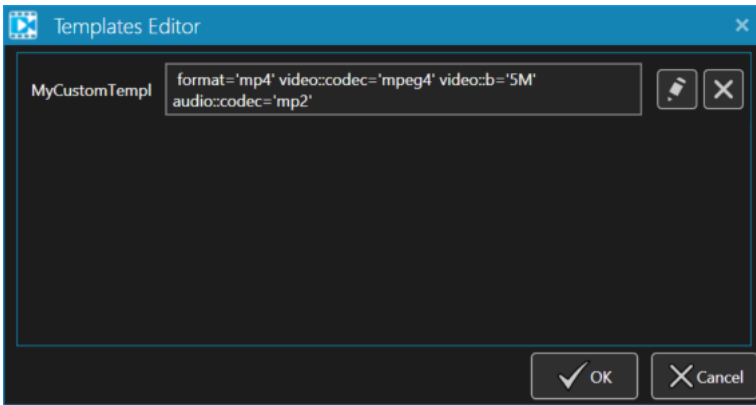 Templates Editor
MyCustomTempl
format='mp4' video::codec='mpeg4' video::b='5M'
audio::codec='mp2'
OK
Cancel